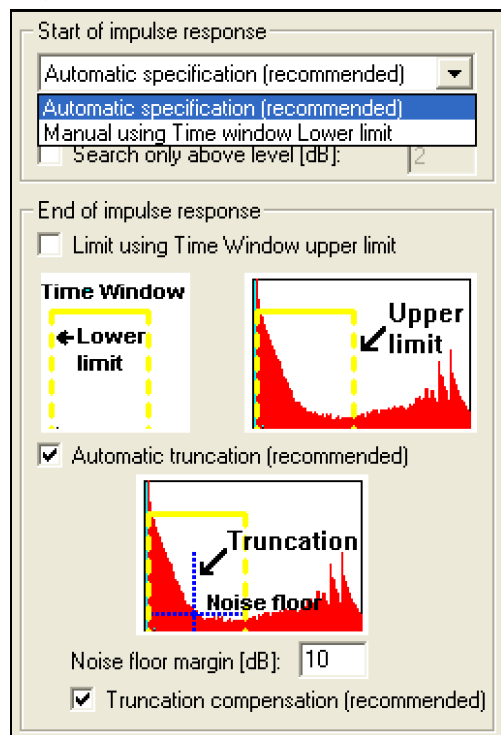 Start of impulse response
Automatic specification (recommended)
Automatic specification (recommended)
Manual using Time window Lower limit
Search only above level [dB]: 2
End of impulse response
Limit using Time Window upper limit
Time Window
Lower
limit
Upper
limit
Automatic truncation (recommended)
Truncation
Noise floor
Noise floor margin [dB]: 10
Truncation compensation (recommended)